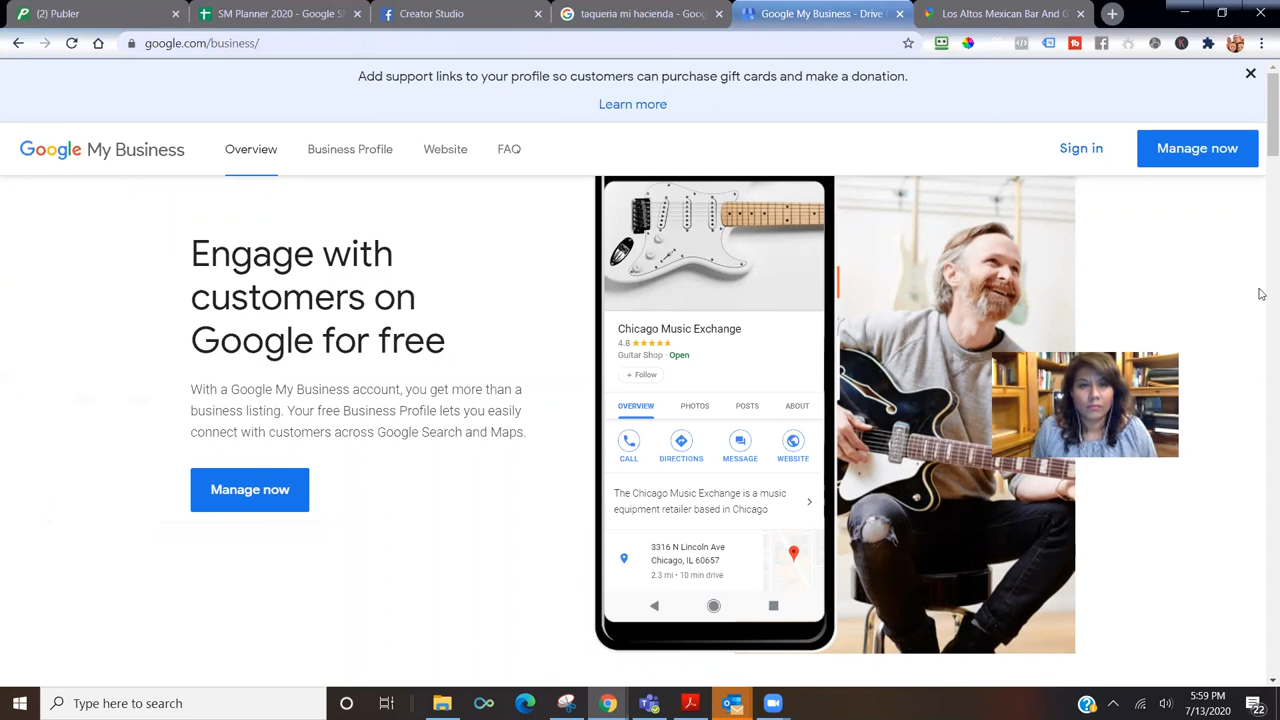 (2) Publer
SM Planner 2020 - SM Planner 2020 - S
Creator Studio
taqueria mi hacienda - Goo
Google My Business - Drive C
Los Altos Mexican Bar And G
google.com/business/
Add support links to your profile so customers can purchase gift cards and make a donation.
Learn more
Google My Business
Overview
Business Profile
Website
FAQ
Sign in
Manage now
Engage with
customers on
Google for free
With a Google My Business account, you get more than a
business listing. Your free Business Profile lets you easily
connect with customers across Google Search and Maps.
Manage now
Chicago Music Exchange
4.8
Guitar Shop · Open
+ Follow
OVERVIEW
PHOTOS
POSTS
ABOUT
CALL
DIRECTIONS
MESSAGE
WEBSITE
The Chicago Music Exchange is a music
equipment retailer based in Chicago
3316 N Lincoln Ave
Chicago, IL 60657
2.3 mi • 10 min drive
Type here to search
5:59 PM
7/13/2020
22